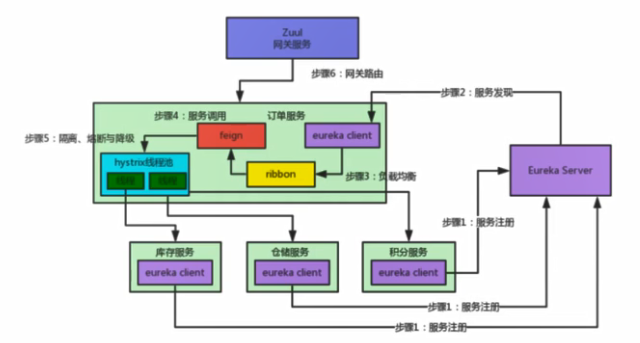 Zuul
网关服务
步骤6：网关路由
步骤2：服务发现
步骤4：服务调用
订单服务
步骤5：隔离、熔断与降级
feign
eureka client
hystrix线程池
线程
线程
ribbon
步骤3：负载均衡
Eureka Server
步骤1：服务注册
库存服务
eureka client
仓储服务
eureka client
积分服务
eureka client
步骤1：服务注册
步骤1：服务注册